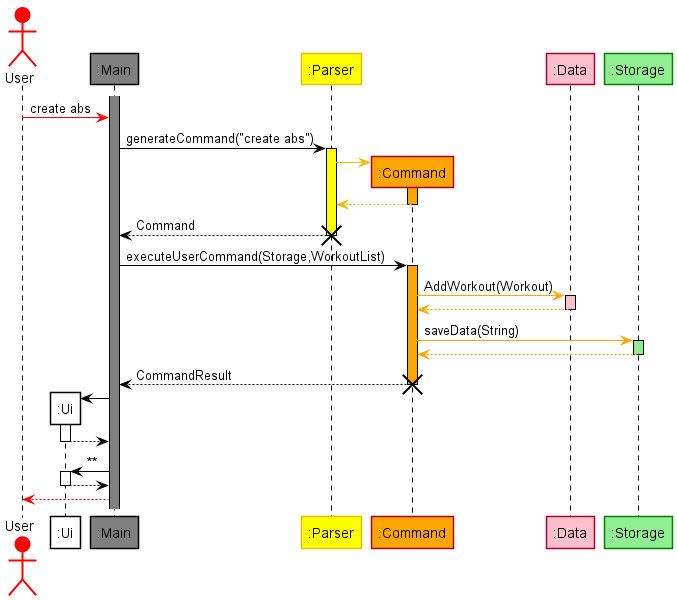 User
:Main
:Parser
:Data
:Storage
create abs
generateCommand("create abs")
:Command
Command
executeUserCommand(Storage,WorkoutList)
AddWorkout(Workout)
saveData(String)
CommandResult
:Ui
**
User
:Ui
:Main
:Parser
:Command
:Data
:Storage